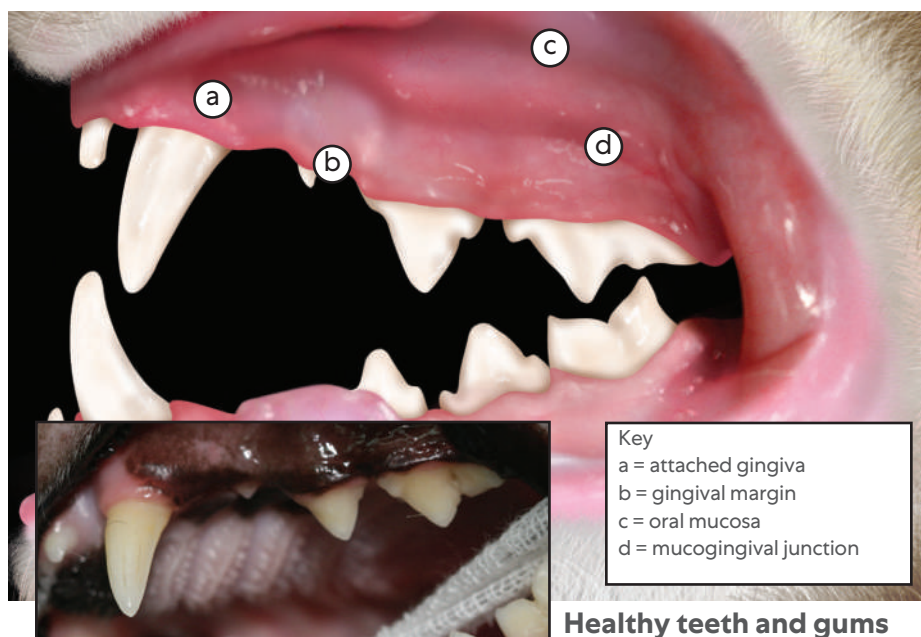 c
a
d
b
Key
a = attached gingiva
b = gingival margin
c = oral mucosa
d = mucogingival junction
Healthy teeth and gums